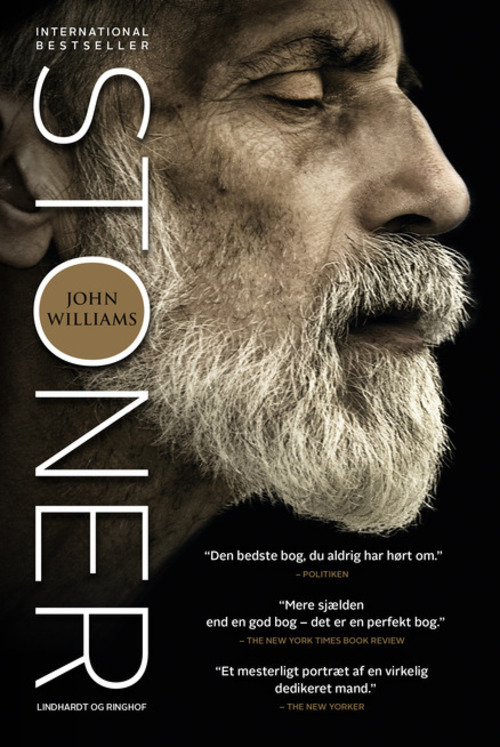 INTERNATIONAL
BESTSELLER
STONER
JOHN
WILLIAMS
“Den bedste bog, du aldrig har hørt om.”
– POLITIKEN
“Mere sjælden
end en god bog – det er en perfekt bog.”
– THE NEW YORK TIMES BOOK REVIEW
“Et mesterligt portræt af en virkelig
dedikeret mand.”
– THE NEW YORKER
LINDHARDT OG RINGHOF